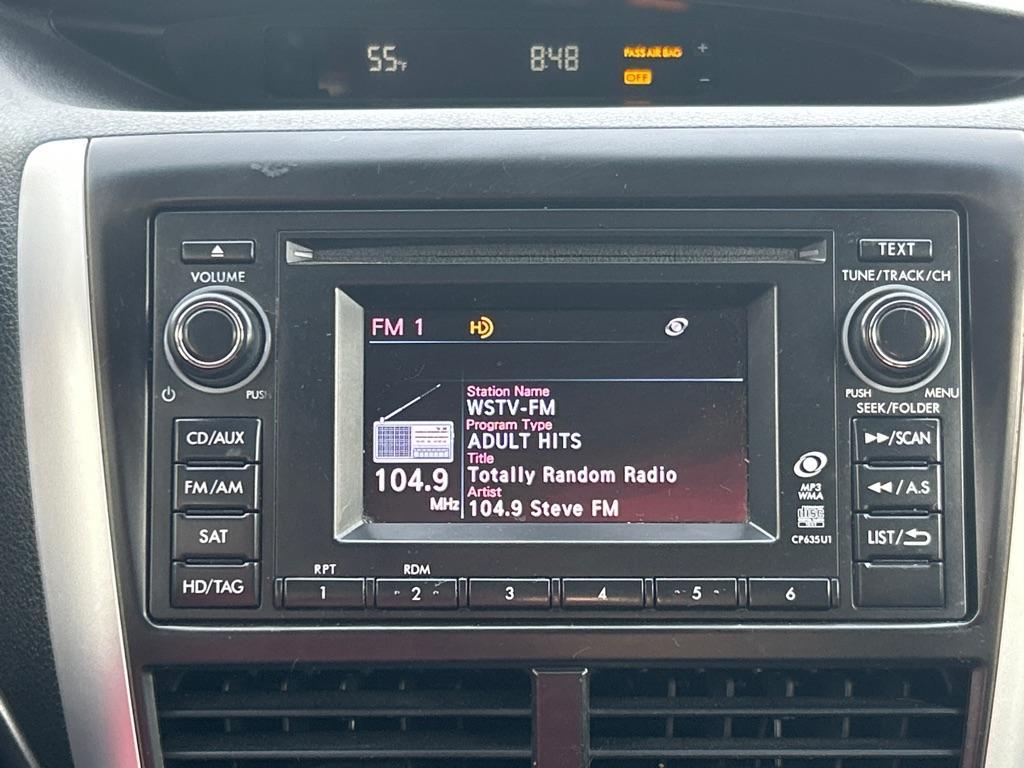 55°F
8:48
PASS AIR BAG
OFF
+
-
VOLUME
PUSH
CD/AUX
FM/AM
SAT
HD/TAG
FM 1
HD
Station Name
WSTV-FM
Program Type
ADULT HITS
Title
Totally Random Radio
Artist
104.9 Steve FM
104.9
MHz
TEXT
TUNE/TRACK/CH
PUSH MENU
SEEK/FOLDER
▶▶/SCAN
◀◀/A.S
LIST/
MP3
WMA
CP635U1
RPT
RDM
1
2
3
4
5
6